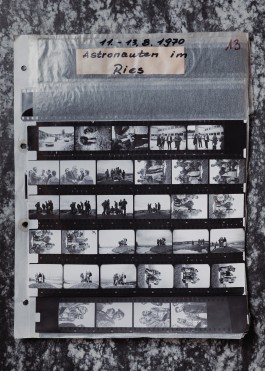 11. - 13. 8. 1970
13
Astronauten im
Ries